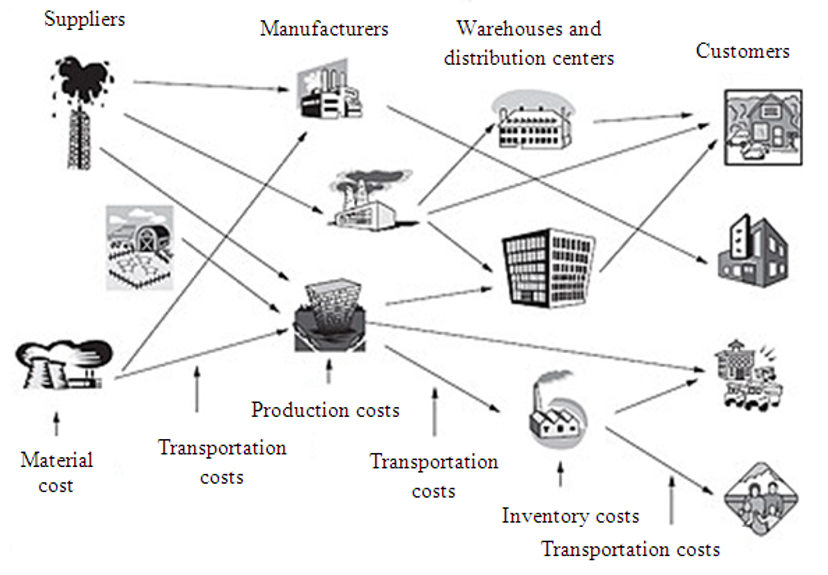 Suppliers
Manufacturers
Warehouses and
distribution centers
Customers
Material
cost
Transportation
costs
Production costs
Transportation
costs
Inventory costs
Transportation costs